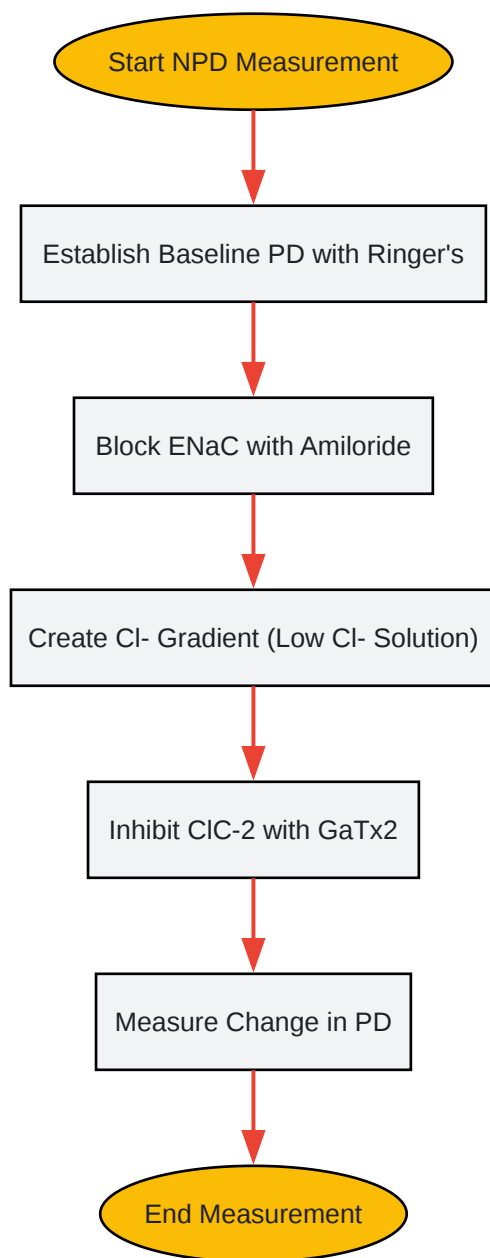 Start NPD Measurement
Establish Baseline PD with Ringer's
Block ENaC with Amiloride
Create Cl- Gradient (Low Cl- Solution)
Inhibit ClC-2 with GaTx2
Measure Change in PD
End Measurement